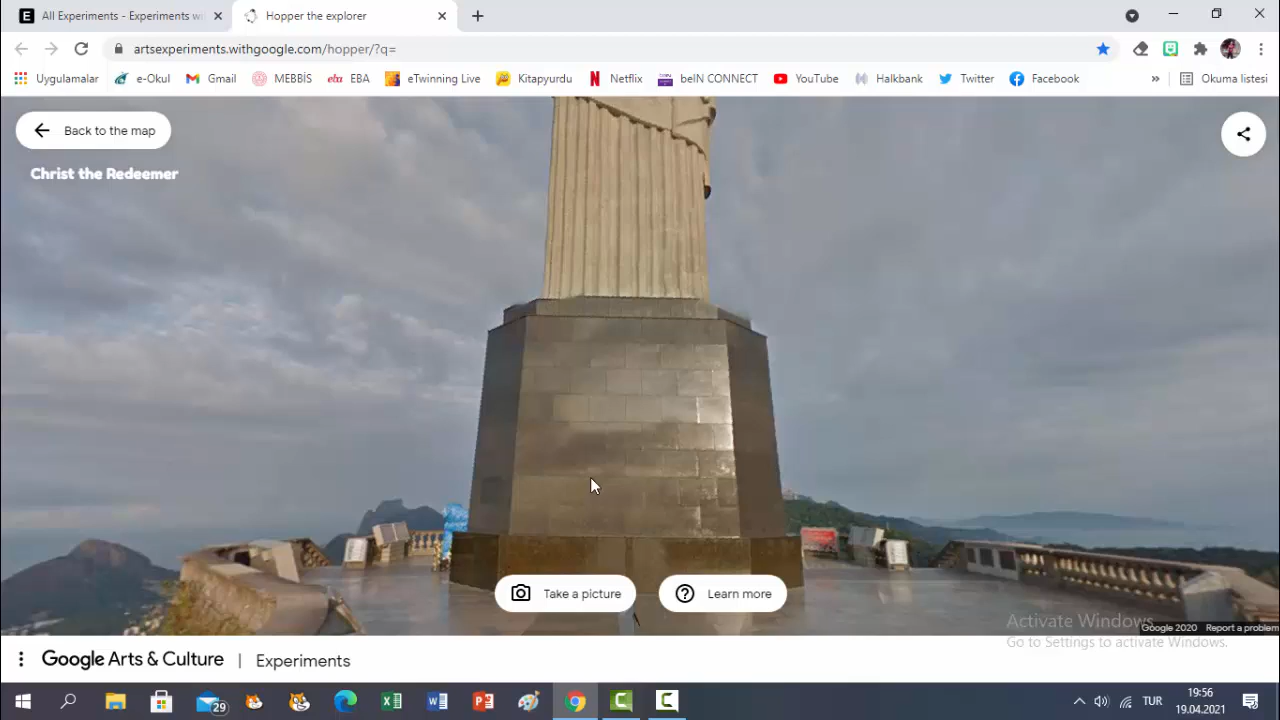 All Experiments - Experiments wi
Hopper the explorer
artsexperiments.withgoogle.com/hopper/?q=
Uygulamalar
e-Okul
Gmail
MEBBİS
eba EBA
eTwinning Live
Kitapyurdu
Netflix
beIN CONNECT
YouTube
Halkbank
Twitter
Facebook
»
Okuma listesi
Back to the map
Christ the Redeemer
Take a picture
Learn more
Activate Windows
Go to Settings to activate Windows.
Google 2020 Report a problem
Google Arts & Culture | Experiments
29
TUR
19:56
19.04.2021